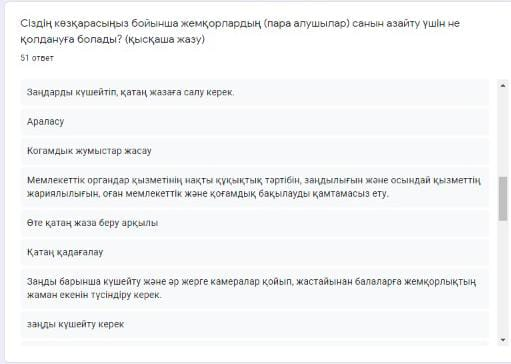 Сіздің көзқарасыңыз бойынша жемқорлардың (пара алушылар) санын азайту үшін не
қолдануға болады? (қысқаша жазу)
51 ответ
Заңдарды күшейтіп, қатаң жазаға салу керек.
Араласу
Когамдык жумыстар жасау
Мемлекеттік органдар қызметінің нақты құқықтық тәртібін, заңдылығын және осындай қызметтің
жариялылығын, оған мемлекеттік және қоғамдық бақылауды қамтамасыз ету.
Өте қатаң жаза беру арқылы
Қатаң қадағалау
Заңды барынша күшейту және әр жерге камералар қойып, жастайынан балаларға жемқорлықтың
жаман екенін түсіндіру керек.
заңды күшейту керек